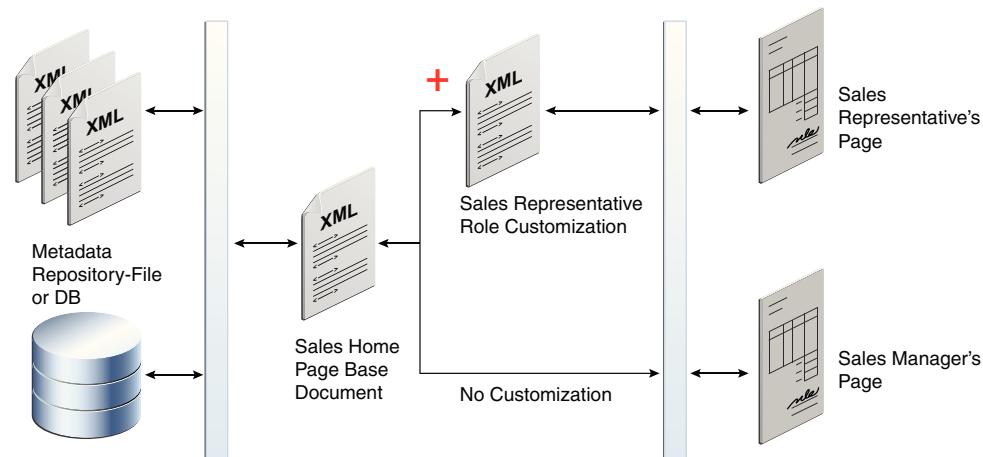 XML
XML
XML
Metadata
Repository-File
or DB
XML
Sales Home
Page Base
Document
+
XML
Sales Representative
Role Customization
No Customization
Sales
Representative's
Page
Sales Manager's
Page